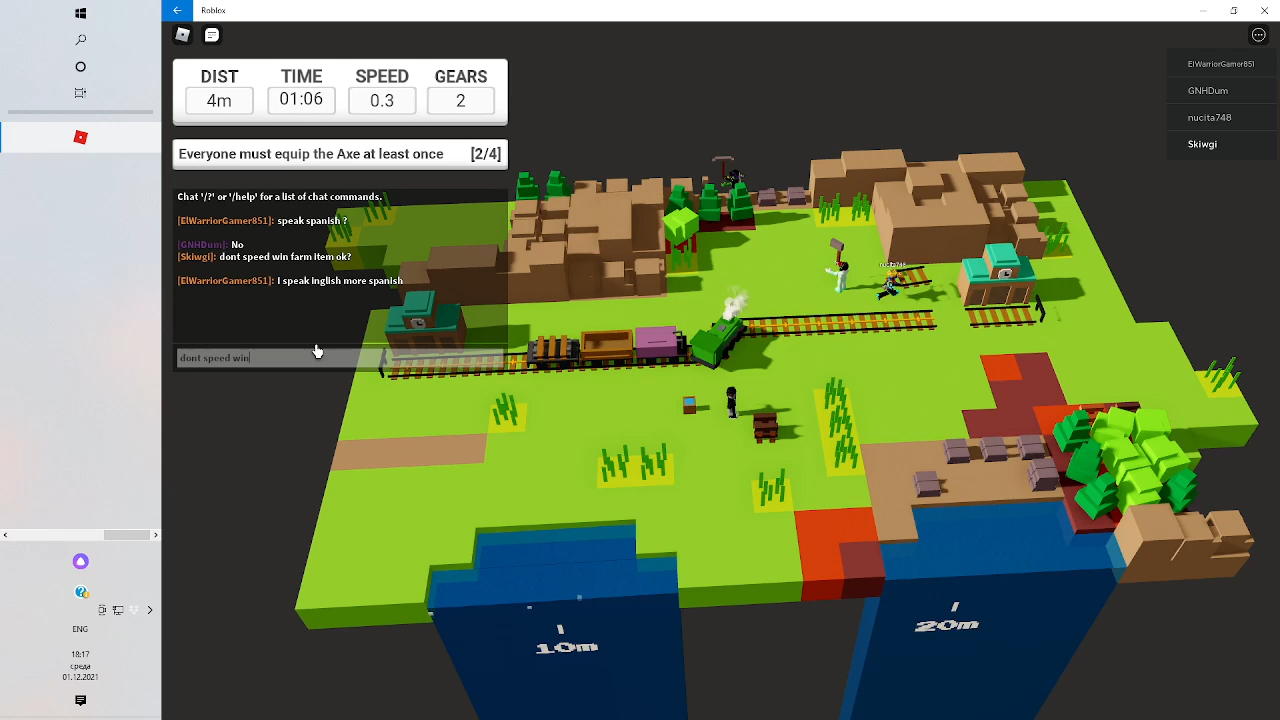 Roblox
DIST TIME SPEED GEARS
4m 01:06 0.3 2
Everyone must equip the Axe at least once [2/4]
Chat '/?' or '/help' for a list of chat commands.
[ElWarriorGamer851]: speak spanish ?
[GNHDum]: No
[Skiwgi]: dont speed win farm item ok?
[ElWarriorGamer851]: I speak inglish more spanish
dont speed win
ElWarriorGamer851
GNHDum
nucita748
Skiwgi
nucita748
10m
20m
ENG
18:17
среда
01.12.2021